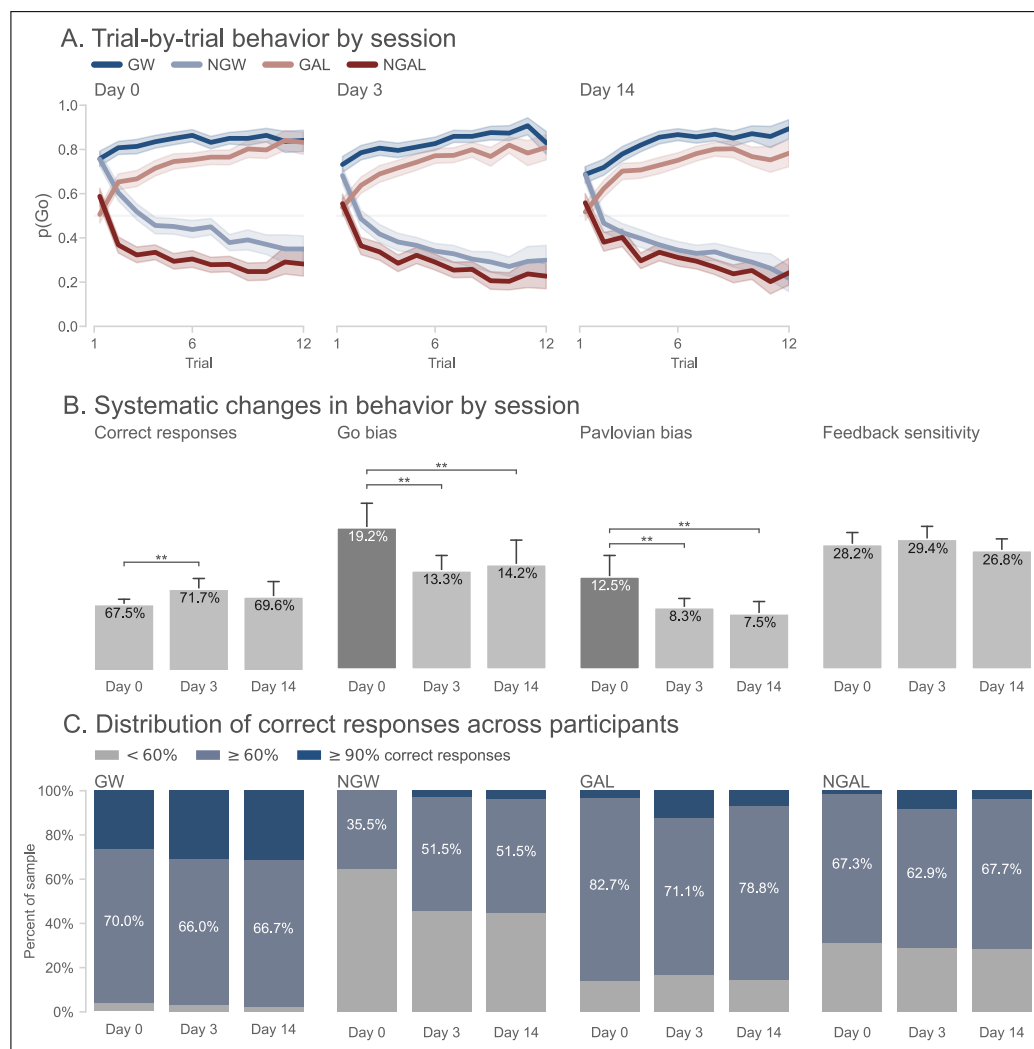 A. Trial-by-trial behavior by session
GW NGW GAL NGAL
Day 0 Day 3 Day 14
1.0
0.8
0.6
0.4
0.2
0.0
p(Go)
1 6 12 1 6 12 1 6 12
Trial Trial Trial
B. Systematic changes in behavior by session
Correct responses Go bias Pavlovian bias Feedback sensitivity
** ** ** ** **
67.5% 71.7% 69.6% 19.2% 13.3% 14.2% 12.5% 8.3% 7.5% 28.2% 29.4% 26.8%
Day 0 Day 3 Day 14 Day 0 Day 3 Day 14 Day 0 Day 3 Day 14 Day 0 Day 3 Day 14
C. Distribution of correct responses across participants
< 60% ≥ 60% ≥ 90% correct responses
GW NGW GAL NGAL
100%
80%
60%
40%
20%
0%
Percent of sample
70.0% 66.0% 66.7% 35.5% 51.5% 51.5% 82.7% 71.1% 78.8% 67.3% 62.9% 67.7%
Day 0 Day 3 Day 14 Day 0 Day 3 Day 14 Day 0 Day 3 Day 14 Day 0 Day 3 Day 14